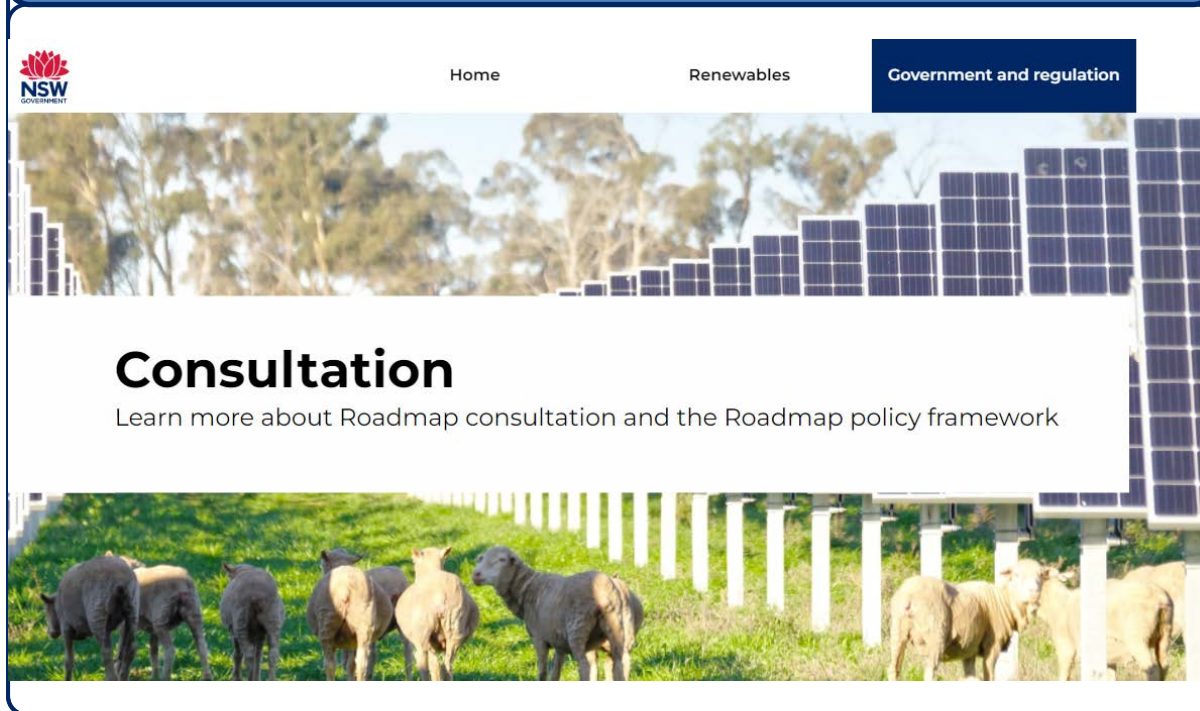 NSW
GOVERNMENT
Home
Renewables
Government and regulation
Consultation
Learn more about Roadmap consultation and the Roadmap policy framework